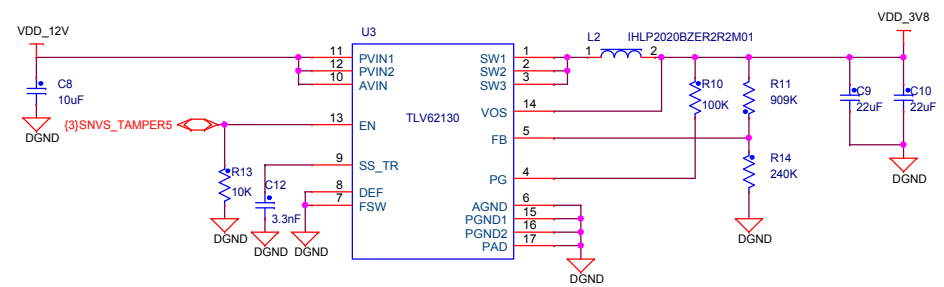 VDD_12V
U3
L2
IHLP2020BZER2R2M01
VDD_3V8
11
PVIN1
SW1
1
1
2
12
PVIN2
SW2
2
10
AVIN
SW3
3
C8
10uF
R10
100K
R11
909K
C9
22uF
C10
22uF
VOS
14
TLV62130
{3}SNVS_TAMPER5
13
EN
FB
5
DGND
R13
10K
9
SS_TR
R14
240K
PG
4
C12
3.3nF
8
DEF
7
FSW
AGND
6
PGND1
15
PGND2
16
PAD
17
DGND
DGND
DGND
DGND
DGND
DGND
DGND